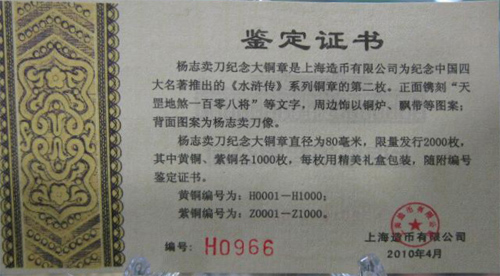 鉴定证书
杨志卖刀纪念大铜章是上海造币有限公司为纪念中国四
大名著推出的《水浒传》系列铜章的第二枚。正面镌刻“天
罡地煞一百零八将”等文字，周边饰以铜炉、飘带等图案；
背面图案为杨志卖刀像。
杨志卖刀纪念大铜章直径为80毫米，限量发行2000枚，
其中黄铜、紫铜各1000枚，每枚用精美礼盒包装，随附编号
鉴定证书。
黄铜编号为：H0001—H1000；
紫铜编号为：Z0001—Z1000。
编号：H0966
上海造币有限公司
2010年4月